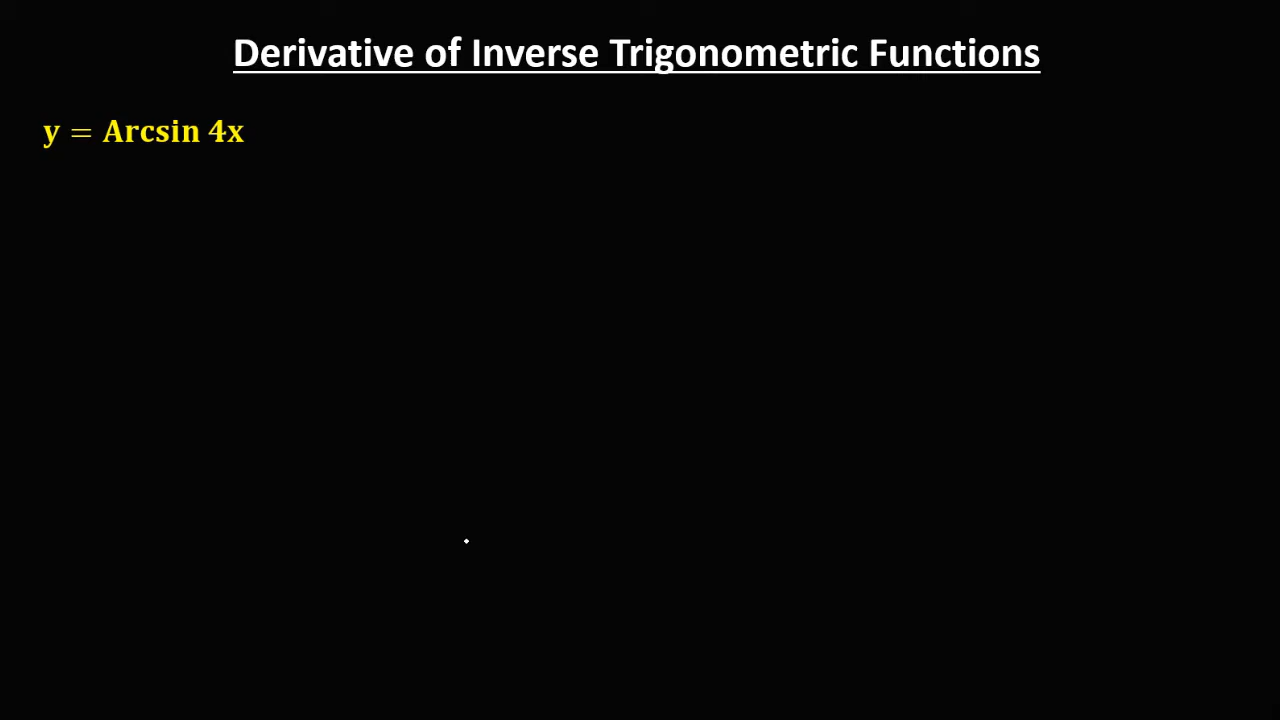 Derivative of Inverse Trigonometric Functions
y = Arcsin 4x